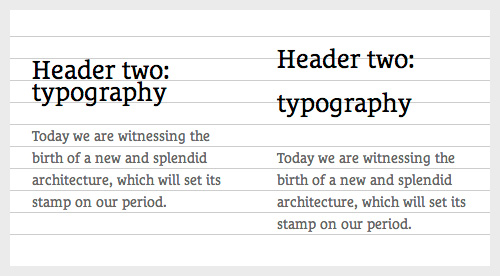 Header two:
typography
Today we are witnessing the
birth of a new and splendid
architecture, which will set its
stamp on our period.
Header two:
typography
Today we are witnessing the
birth of a new and splendid
architecture, which will set its
stamp on our period.